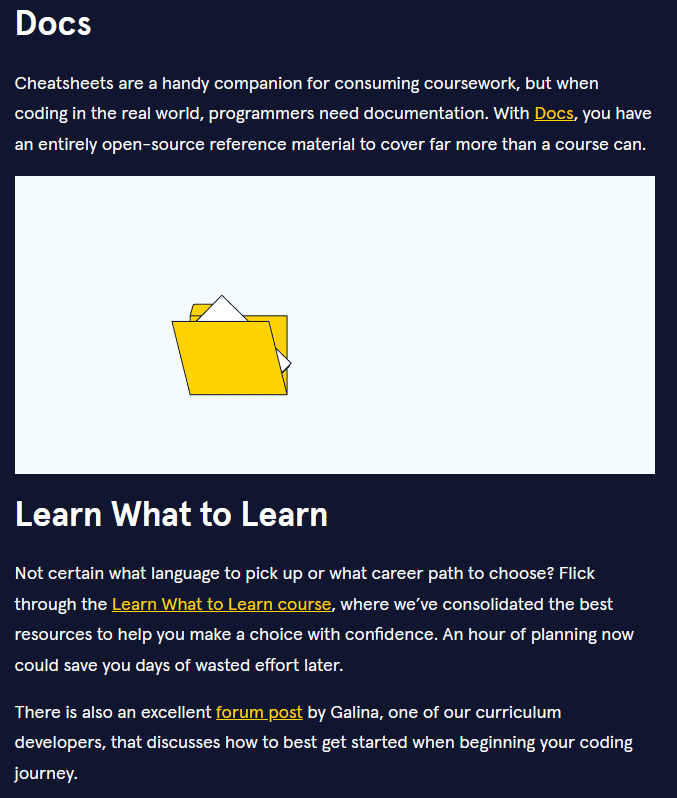 Docs
Cheatsheets are a handy companion for consuming coursework, but when
coding in the real world, programmers need documentation. With Docs, you have
an entirely open-source reference material to cover far more than a course can.
Learn What to Learn
Not certain what language to pick up or what career path to choose? Flick
through the Learn What to Learn course, where we’ve consolidated the best
resources to help you make a choice with confidence. An hour of planning now
could save you days of wasted effort later.
There is also an excellent forum post by Galina, one of our curriculum
developers, that discusses how to best get started when beginning your coding
journey.